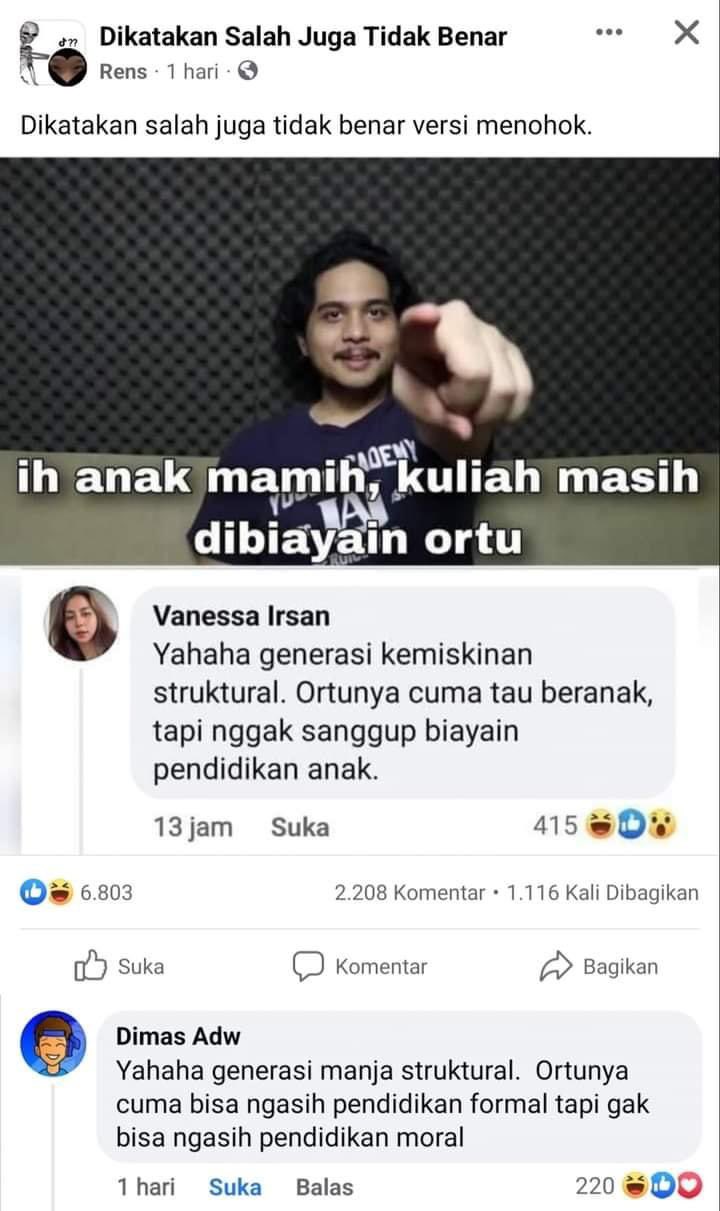 d ??
Dikatakan Salah Juga Tidak Benar
Rens · 1 hari ·
Dikatakan salah juga tidak benar versi menohok.
ih anak mamih, kuliah masih
dibiayain ortu
Vanessa Irsan
Yahaha generasi kemiskinan
struktural. Ortunya cuma tau beranak,
tapi nggak sanggup biayain
pendidikan anak.
13 jam Suka 415
6.803 2.208 Komentar • 1.116 Kali Dibagikan
Suka Komentar Bagikan
Dimas Adw
Yahaha generasi manja struktural. Ortunya
cuma bisa ngasih pendidikan formal tapi gak
bisa ngasih pendidikan moral
1 hari Suka Balas 220